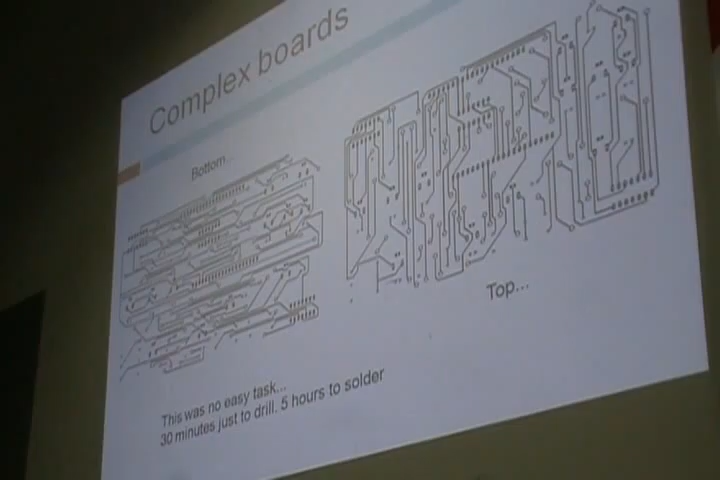 Complex boards
Bottom...
Top...
This was no easy task...
30 minutes just to drill. 5 hours to solder